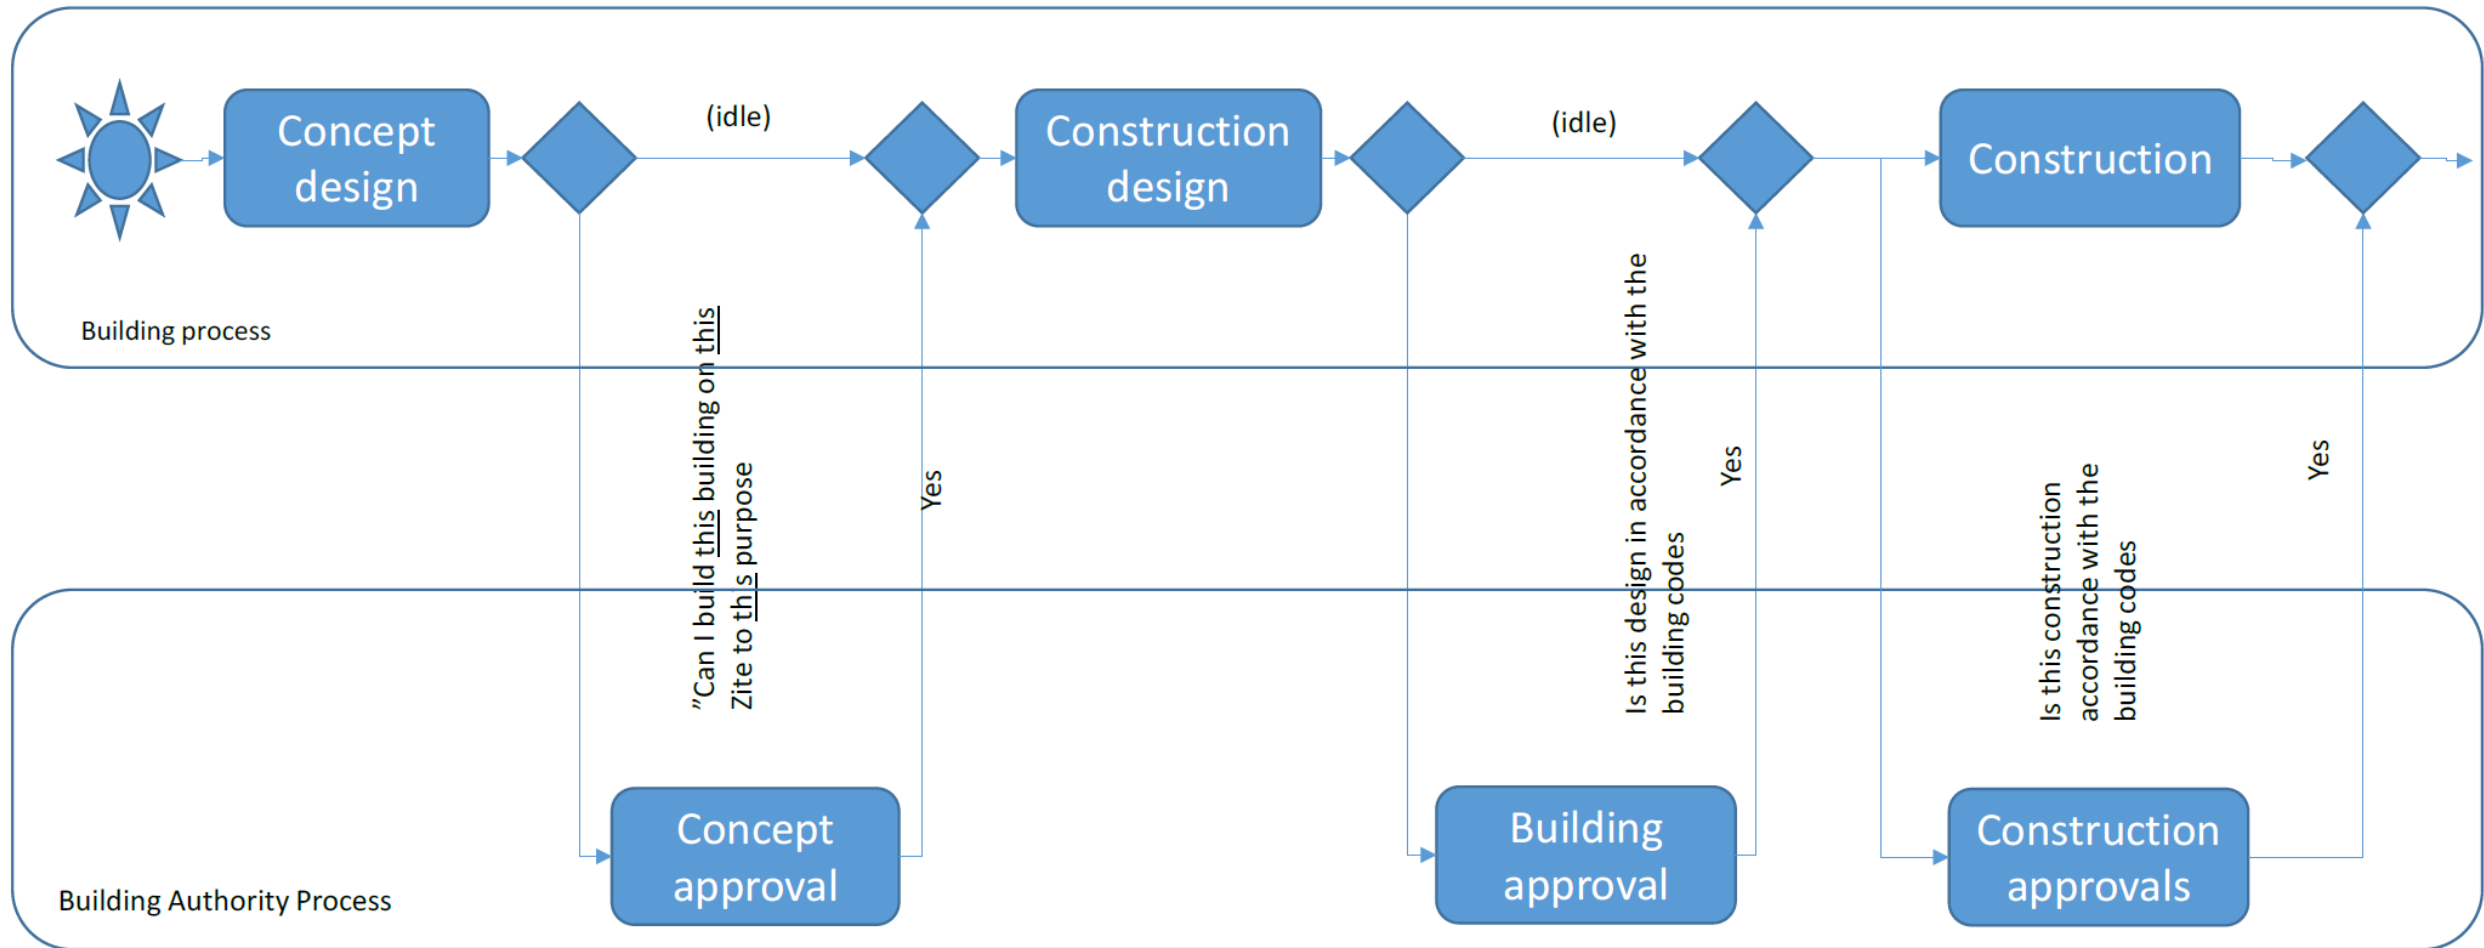 Concept
design
(idle)
Construction
design
(idle)
Construction
Building process
”Can I build this building on this
Zite to this purpose
Yes
Is this design in accordance with the
building codes
Yes
Is this construction
accordance with the
building codes
Yes
Concept
approval
Building
approval
Construction
approvals
Building Authority Process